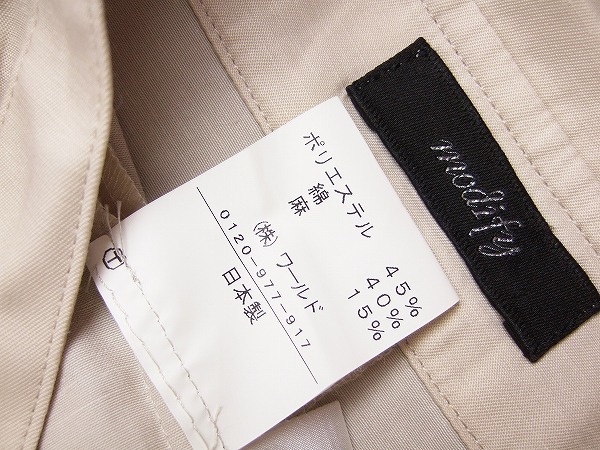 ポリエステル 45%
綿 40%
麻 15%
(株) ワールド
0120-977-917
日本製
T
modify